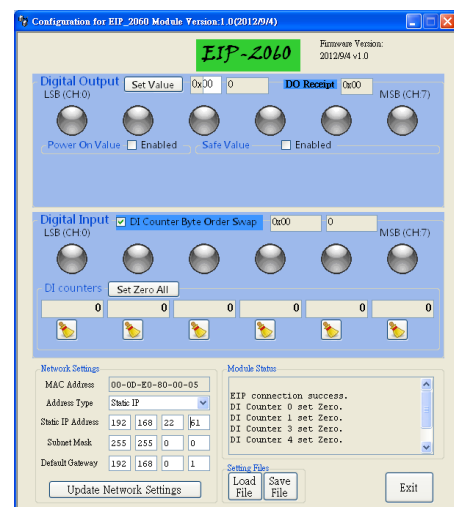 Configuration for EIP_2060 Module Version:1.0(2012/9/4)
EIP-2060
Firmware Version:
2012/9/4 v1.0
Digital Output
Set Value
0x00
0
DO Receipt
0x00
LSB (CH:0)
MSB (CH:7)
Power On Value
Enabled
Safe Value
Enabled
Digital Input
DI Counter Byte Order Swap
0x00
0
LSB (CH:0)
MSB (CH:7)
DI counters
Set Zero All
0 0 0 0 0 0
Network Settings
MAC Address 00-0D-E0-80-00-05
Address Type Static IP
Static IP Address 192 168 22 61
Subnet Mask 255 255 0 0
Default Gateway 192 168 0 1
Update Network Settings
Module Status
EIP connection success.
DI Counter 0 set Zero.
DI Counter 1 set Zero.
DI Counter 3 set Zero.
DI Counter 4 set Zero.
Setting Files
Load File
Save File
Exit